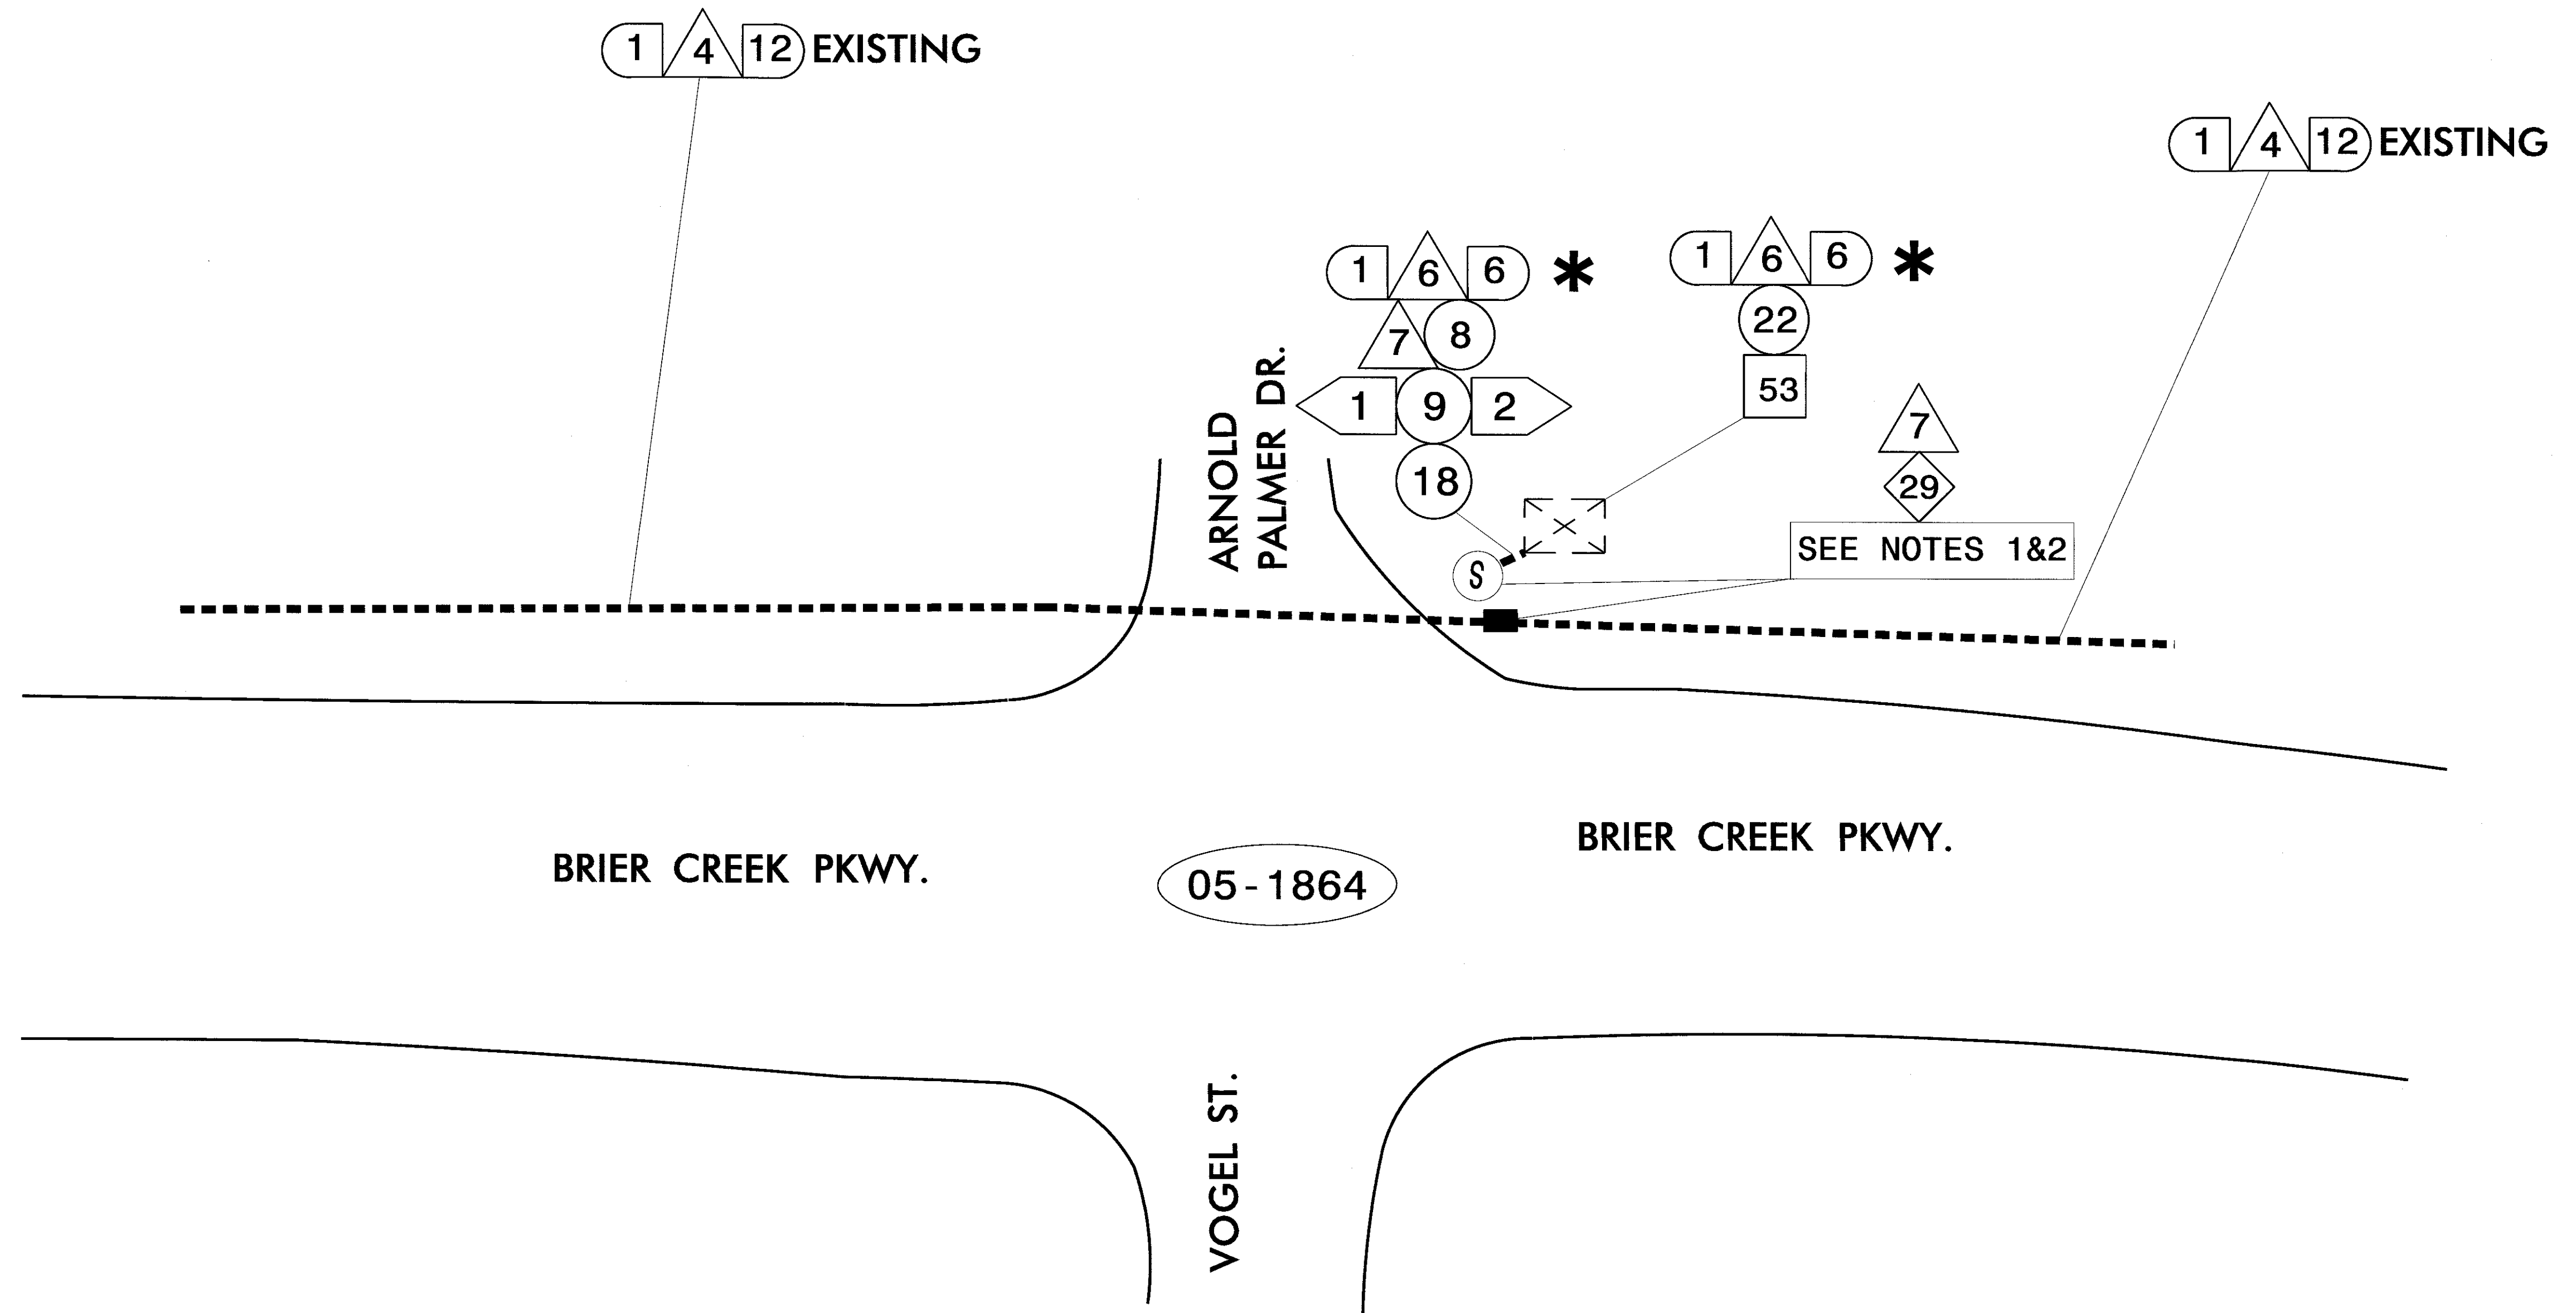 1 4 12 EXISTING
1 4 12 EXISTING
1 6 6 *
7 8
1 9 2
18
1 6 6 *
22
53
7
29
SEE NOTES 1&2
S
ARNOLD
PALMER DR.
BRIER CREEK PKWY.
BRIER CREEK PKWY.
05-1864
VOGEL ST.